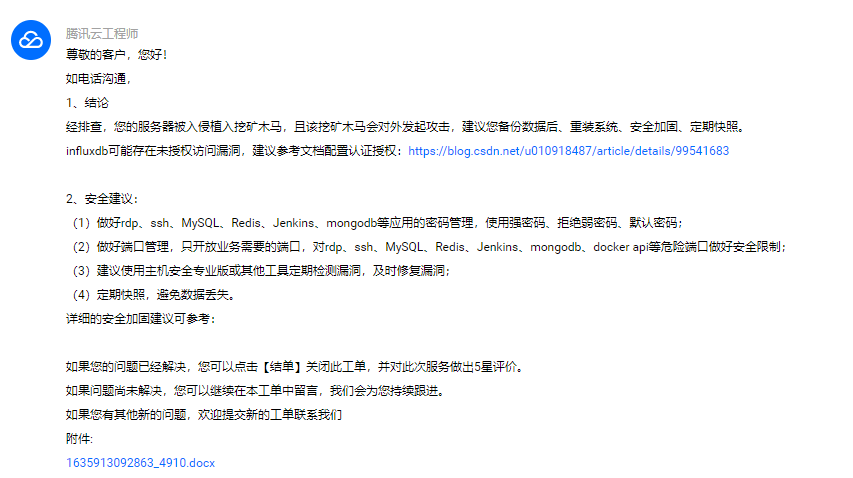 腾讯云工程师
尊敬的客户，您好！
如电话沟通，
1、结论
经排查，您的服务器被入侵植入挖矿木马，且该挖矿木马会对外发起攻击，建议您备份数据后、重装系统、安全加固、定期快照。
influxdb可能存在未授权访问漏洞，建议参考文档配置认证授权：https://blog.csdn.net/u010918487/article/details/99541683
2、安全建议：
（1）做好rdp、ssh、MySQL、Redis、Jenkins、mongodb等应用的密码管理，使用强密码、拒绝弱密码、默认密码；
（2）做好端口管理，只开放业务需要的端口，对rdp、ssh、MySQL、Redis、Jenkins、mongodb、docker api等危险端口做好安全限制；
（3）建议使用主机安全专业版或其他工具定期检测漏洞，及时修复漏洞；
（4）定期快照，避免数据丢失。
详细的安全加固建议可参考：
如果您的问题已经解决，您可以点击【结单】关闭此工单，并对此次服务做出5星评价。
如果问题尚未解决，您可以继续在本工单中留言，我们会为您持续跟进。
如果您有其他新的问题，欢迎提交新的工单联系我们
附件:
1635913092863_4910.docx